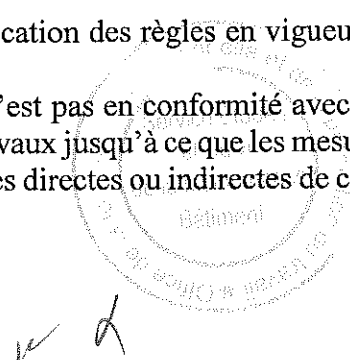 cation des règles en vigueu
'est pas en conformité avec
vaux jusqu'à ce que les mesu
es directes ou indirectes de c
Bâtiment